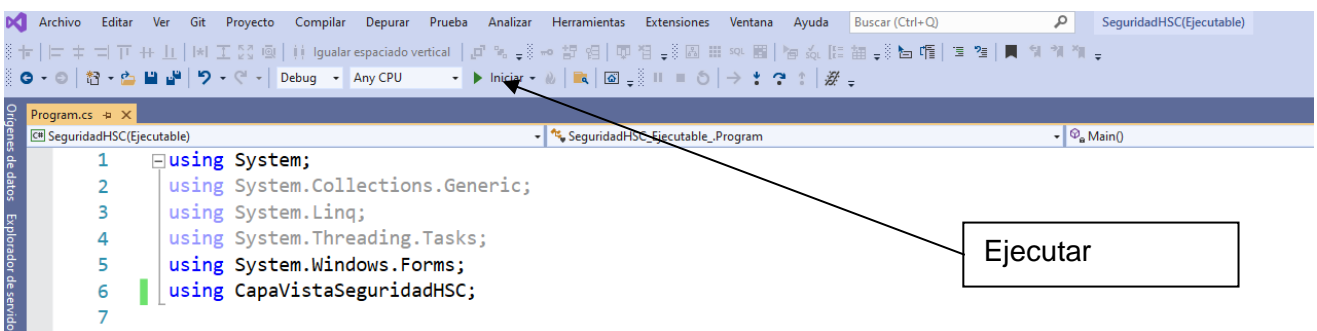 Archivo Editar Ver Git Proyecto Compilar Depurar Prueba Analizar Herramientas Extensiones Ventana Ayuda Buscar (Ctrl+Q) SeguridadHSC(Ejecutable)
Igualar espaciado vertical SQL
Debug Any CPU Iniciar
Program.cs
C# SeguridadHSC(Ejecutable) SeguridadHSC_Ejecutable_.Program Main()
1 using System;
2 using System.Collections.Generic;
3 using System.Linq;
4 using System.Threading.Tasks;
5 using System.Windows.Forms;
6 using CapaVistaSeguridadHSC;
7
Ejecutar
Orígenes de datos
Explorador de servido